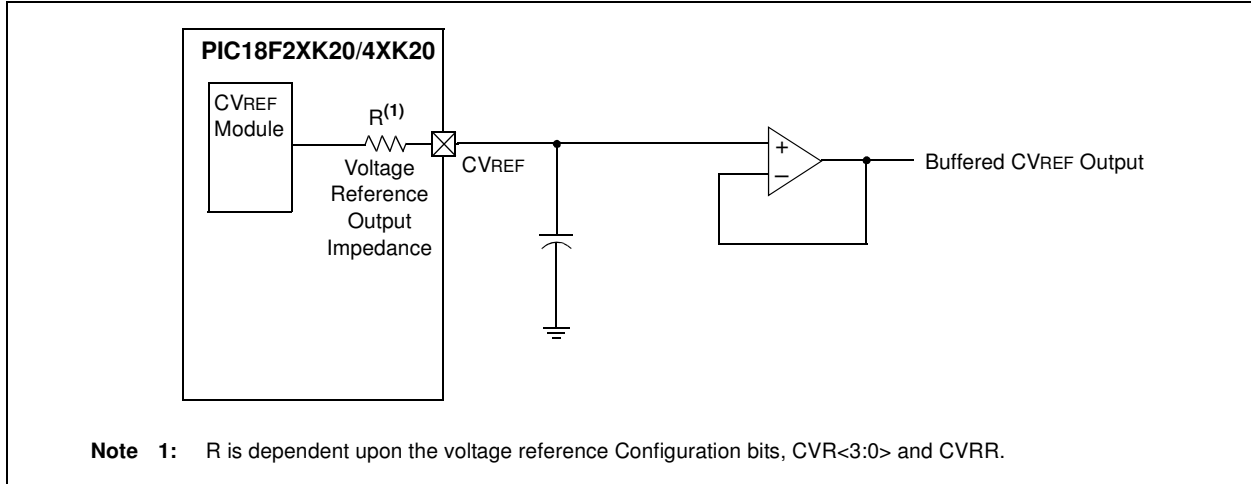 PIC18F2XK20/4XK20
CVREF
Module
R(1)
Voltage
Reference
Output
Impedance
CVREF
+
–
Buffered CVREF Output
Note 1: R is dependent upon the voltage reference Configuration bits, CVR<3:0> and CVRR.